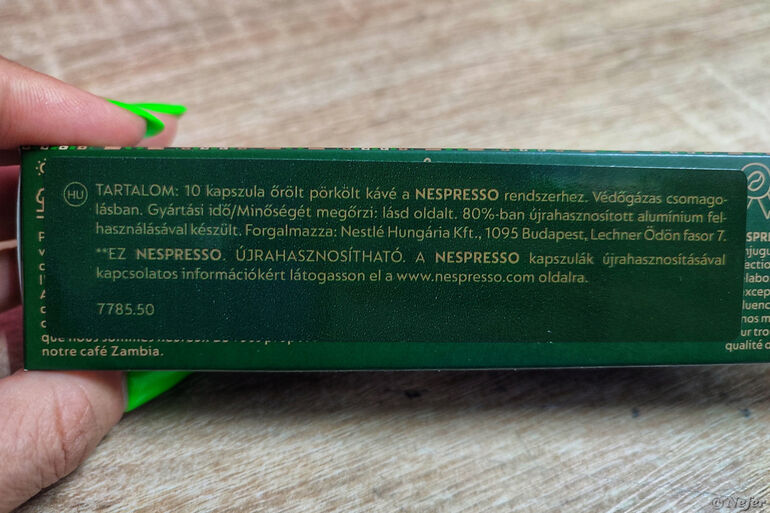 HU
TARTALOM: 10 kapszula őrölt pörkölt kávé a NESPRESSO rendszerhez. Védőgázas csomago-
lásban. Gyártási idő/Minőségét megőrzi: lásd oldalt. 80%-ban újrahasznosított alumínium fel-
használásával készült. Forgalmazza: Nestlé Hungária Kft., 1095 Budapest, Lechner Ödön fasor 7.
**EZ NESPRESSO. ÚJRAHASZNOSÍTHATÓ. A NESPRESSO kapszulák újrahasznosításával
kapcsolatos információkért látogasson el a www.nespresso.com oldalra.
7785.50
notre café Zambia.
qualité
© Nefer